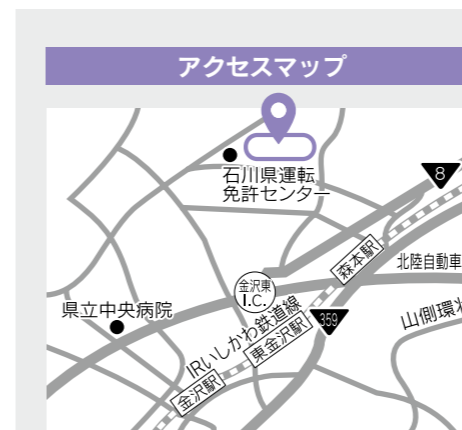 アクセスマップ
石川県運転
免許センター
8
森本駅
北陸自動車
金沢東
I.C.
県立中央病院
359
山側環状
IRいしかわ鉄道線
東金沢駅
金沢駅